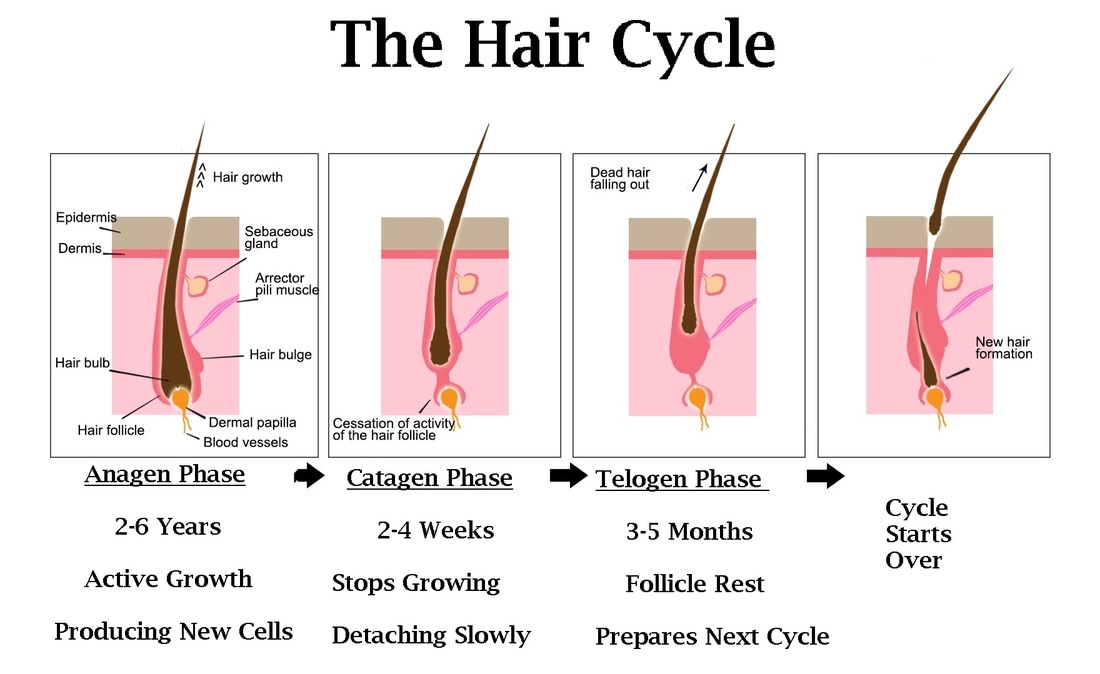 The Hair Cycle
Hair growth
Epidermis
Dermis
Sebaceous
gland
Arrector
pili muscle
Hair bulge
Hair bulb
Hair follicle
Dermal papilla
Blood vessels
Cessation of activity
of the hair follicle
Dead hair
falling out
New hair
formation
Anagen Phase
2-6 Years
Active Growth
Producing New Cells
Catagen Phase
2-4 Weeks
Stops Growing
Detaching Slowly
Telogen Phase
3-5 Months
Follicle Rest
Prepares Next Cycle
Cycle
Starts
Over